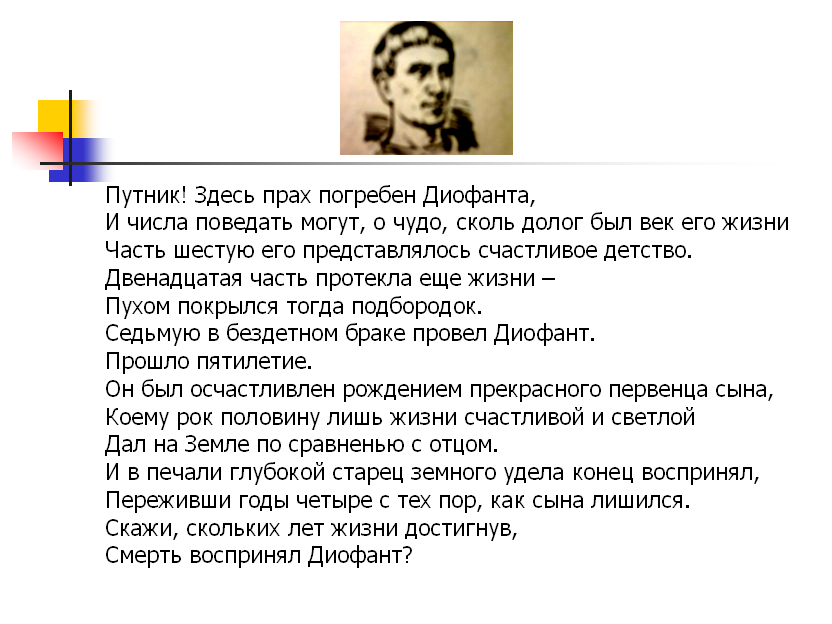 Путник! Здесь прах погребен Диофанта,
И числа поведать могут, о чудо, сколь долог был век его жизни
Часть шестую его представлялось счастливое детство.
Двенадцатая часть протекла еще жизни –
Пухом покрылся тогда подбородок.
Седьмую в бездетном браке провел Диофант.
Прошло пятилетие.
Он был осчастливлен рождением прекрасного первенца сына,
Коему рок половину лишь жизни счастливой и светлой
Дал на Земле по сравненью с отцом.
И в печали глубокой старец земного удела конец воспринял,
Переживши годы четыре с тех пор, как сына лишился.
Скажи, скольких лет жизни достигнув,
Смерть воспринял Диофант?